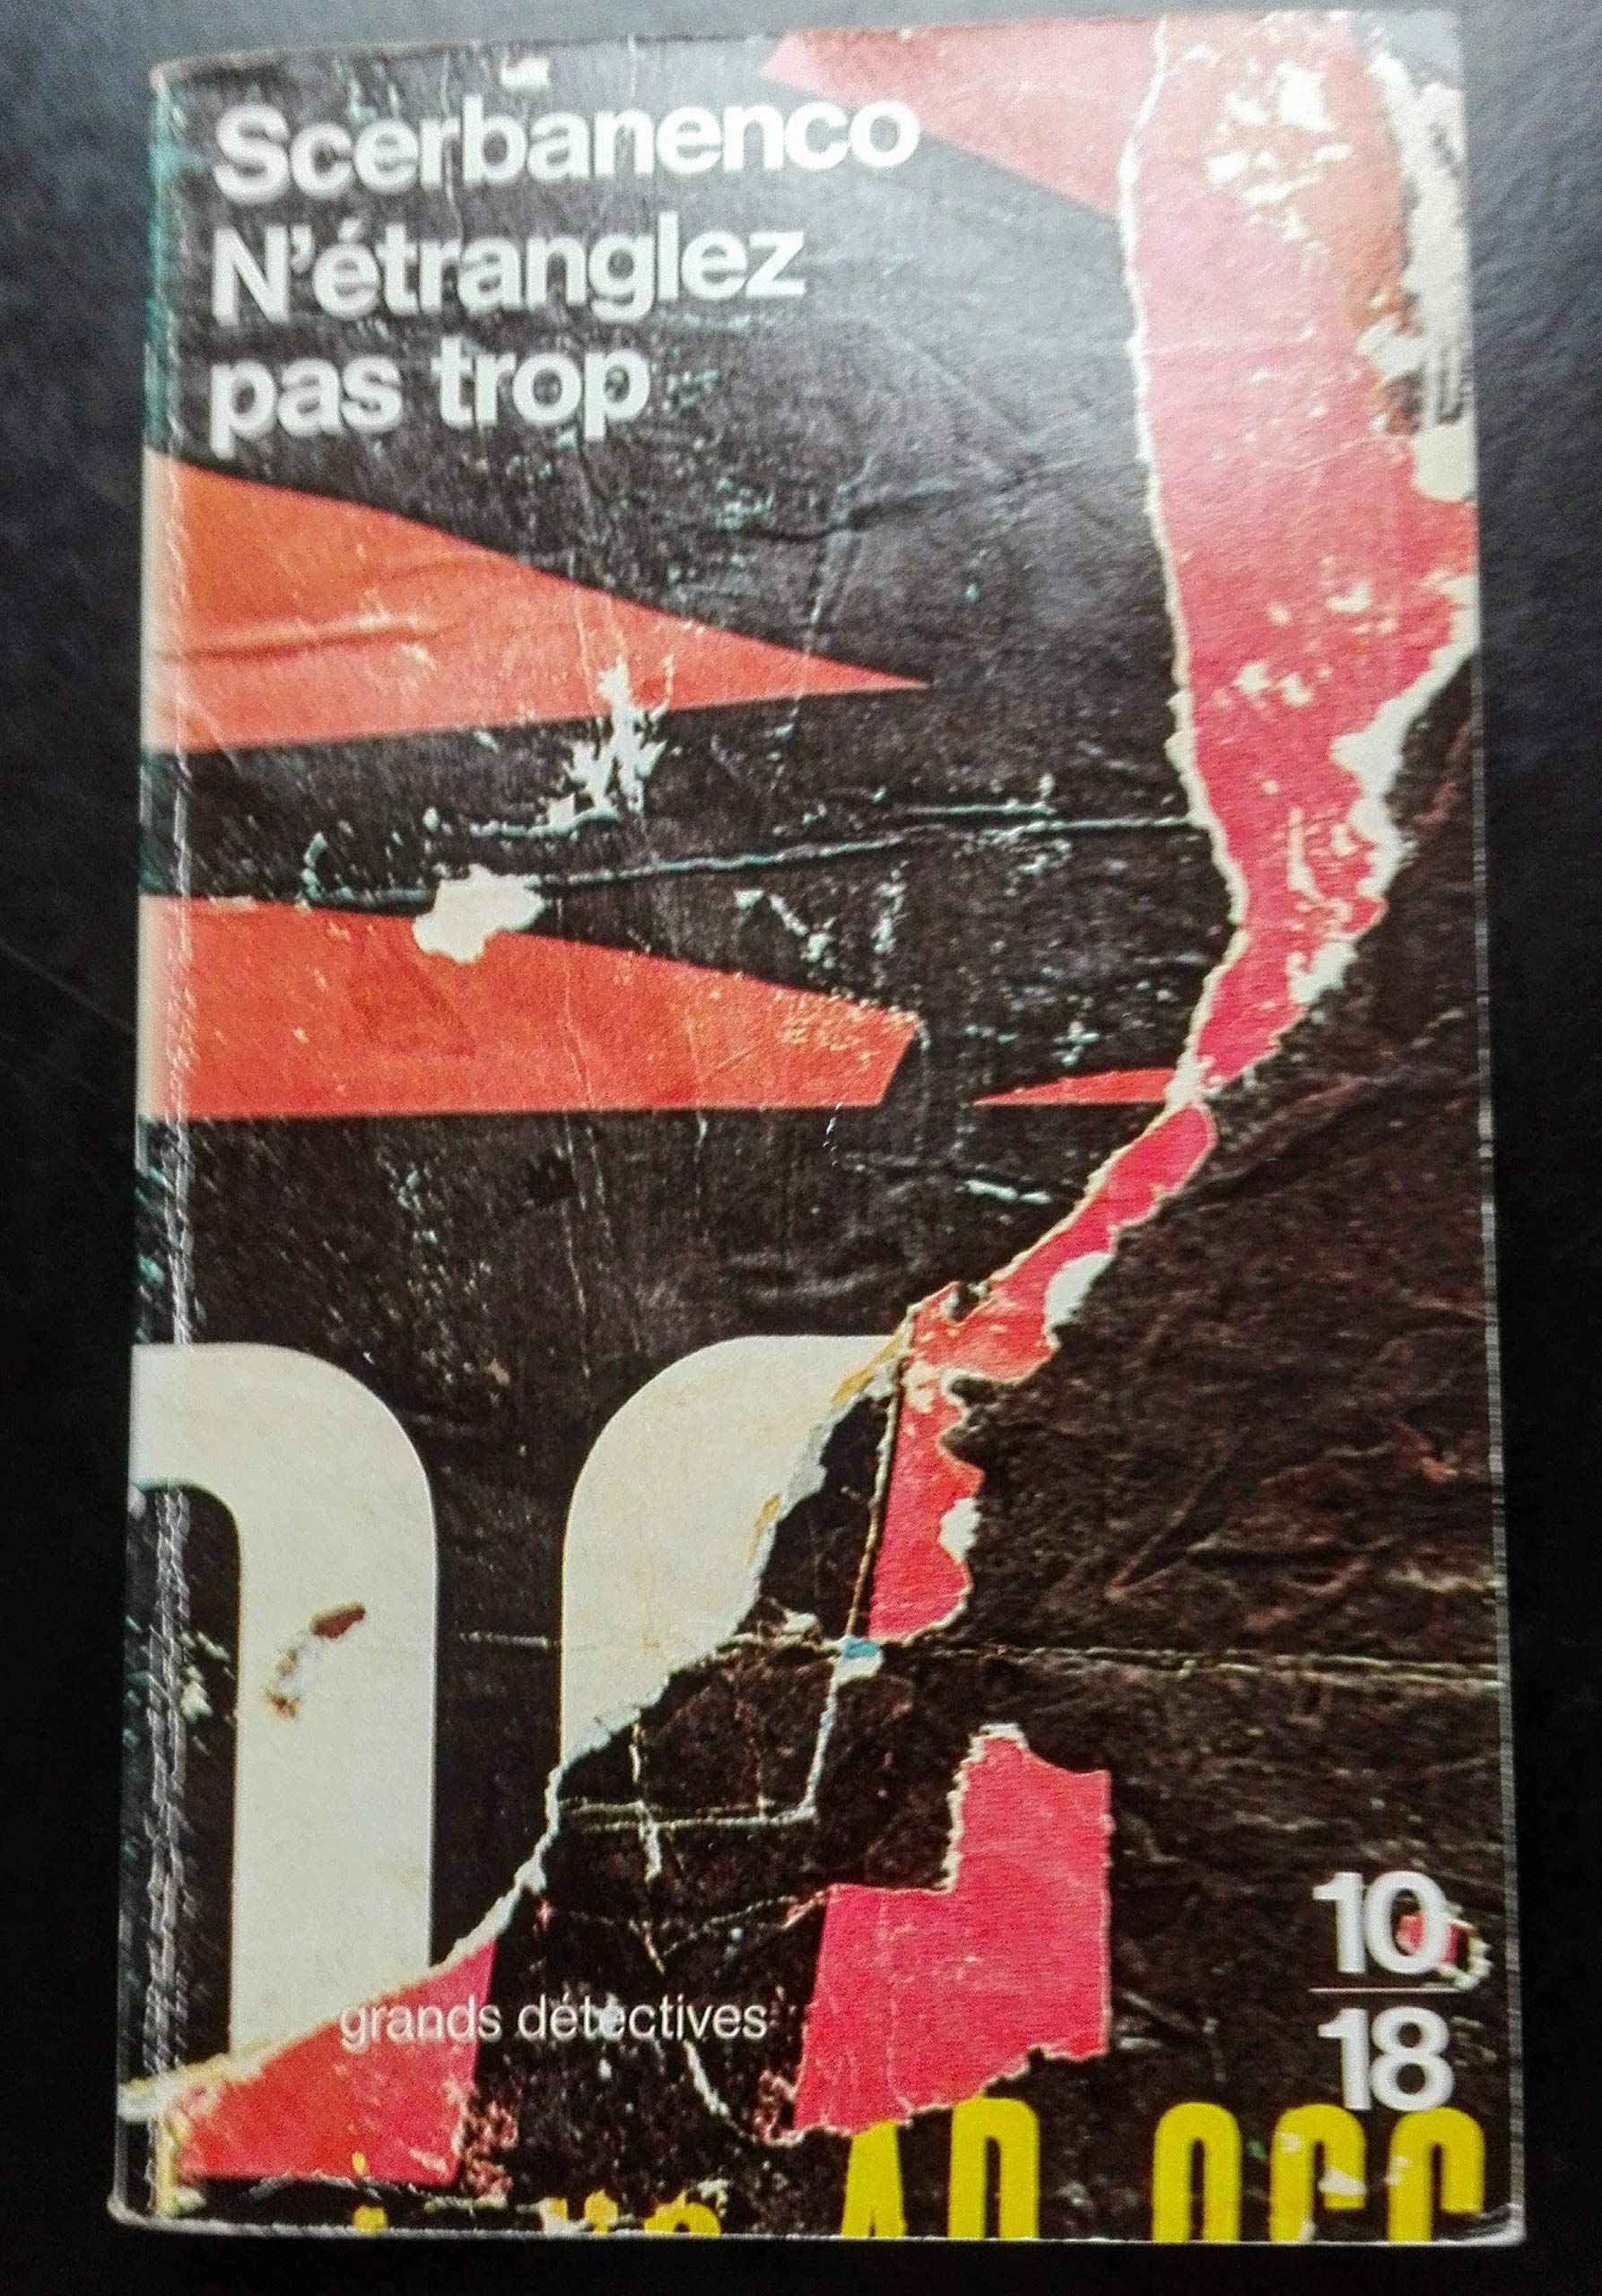 Scerbanenco
N'étranglez
pas trop
grands détectives
10
18